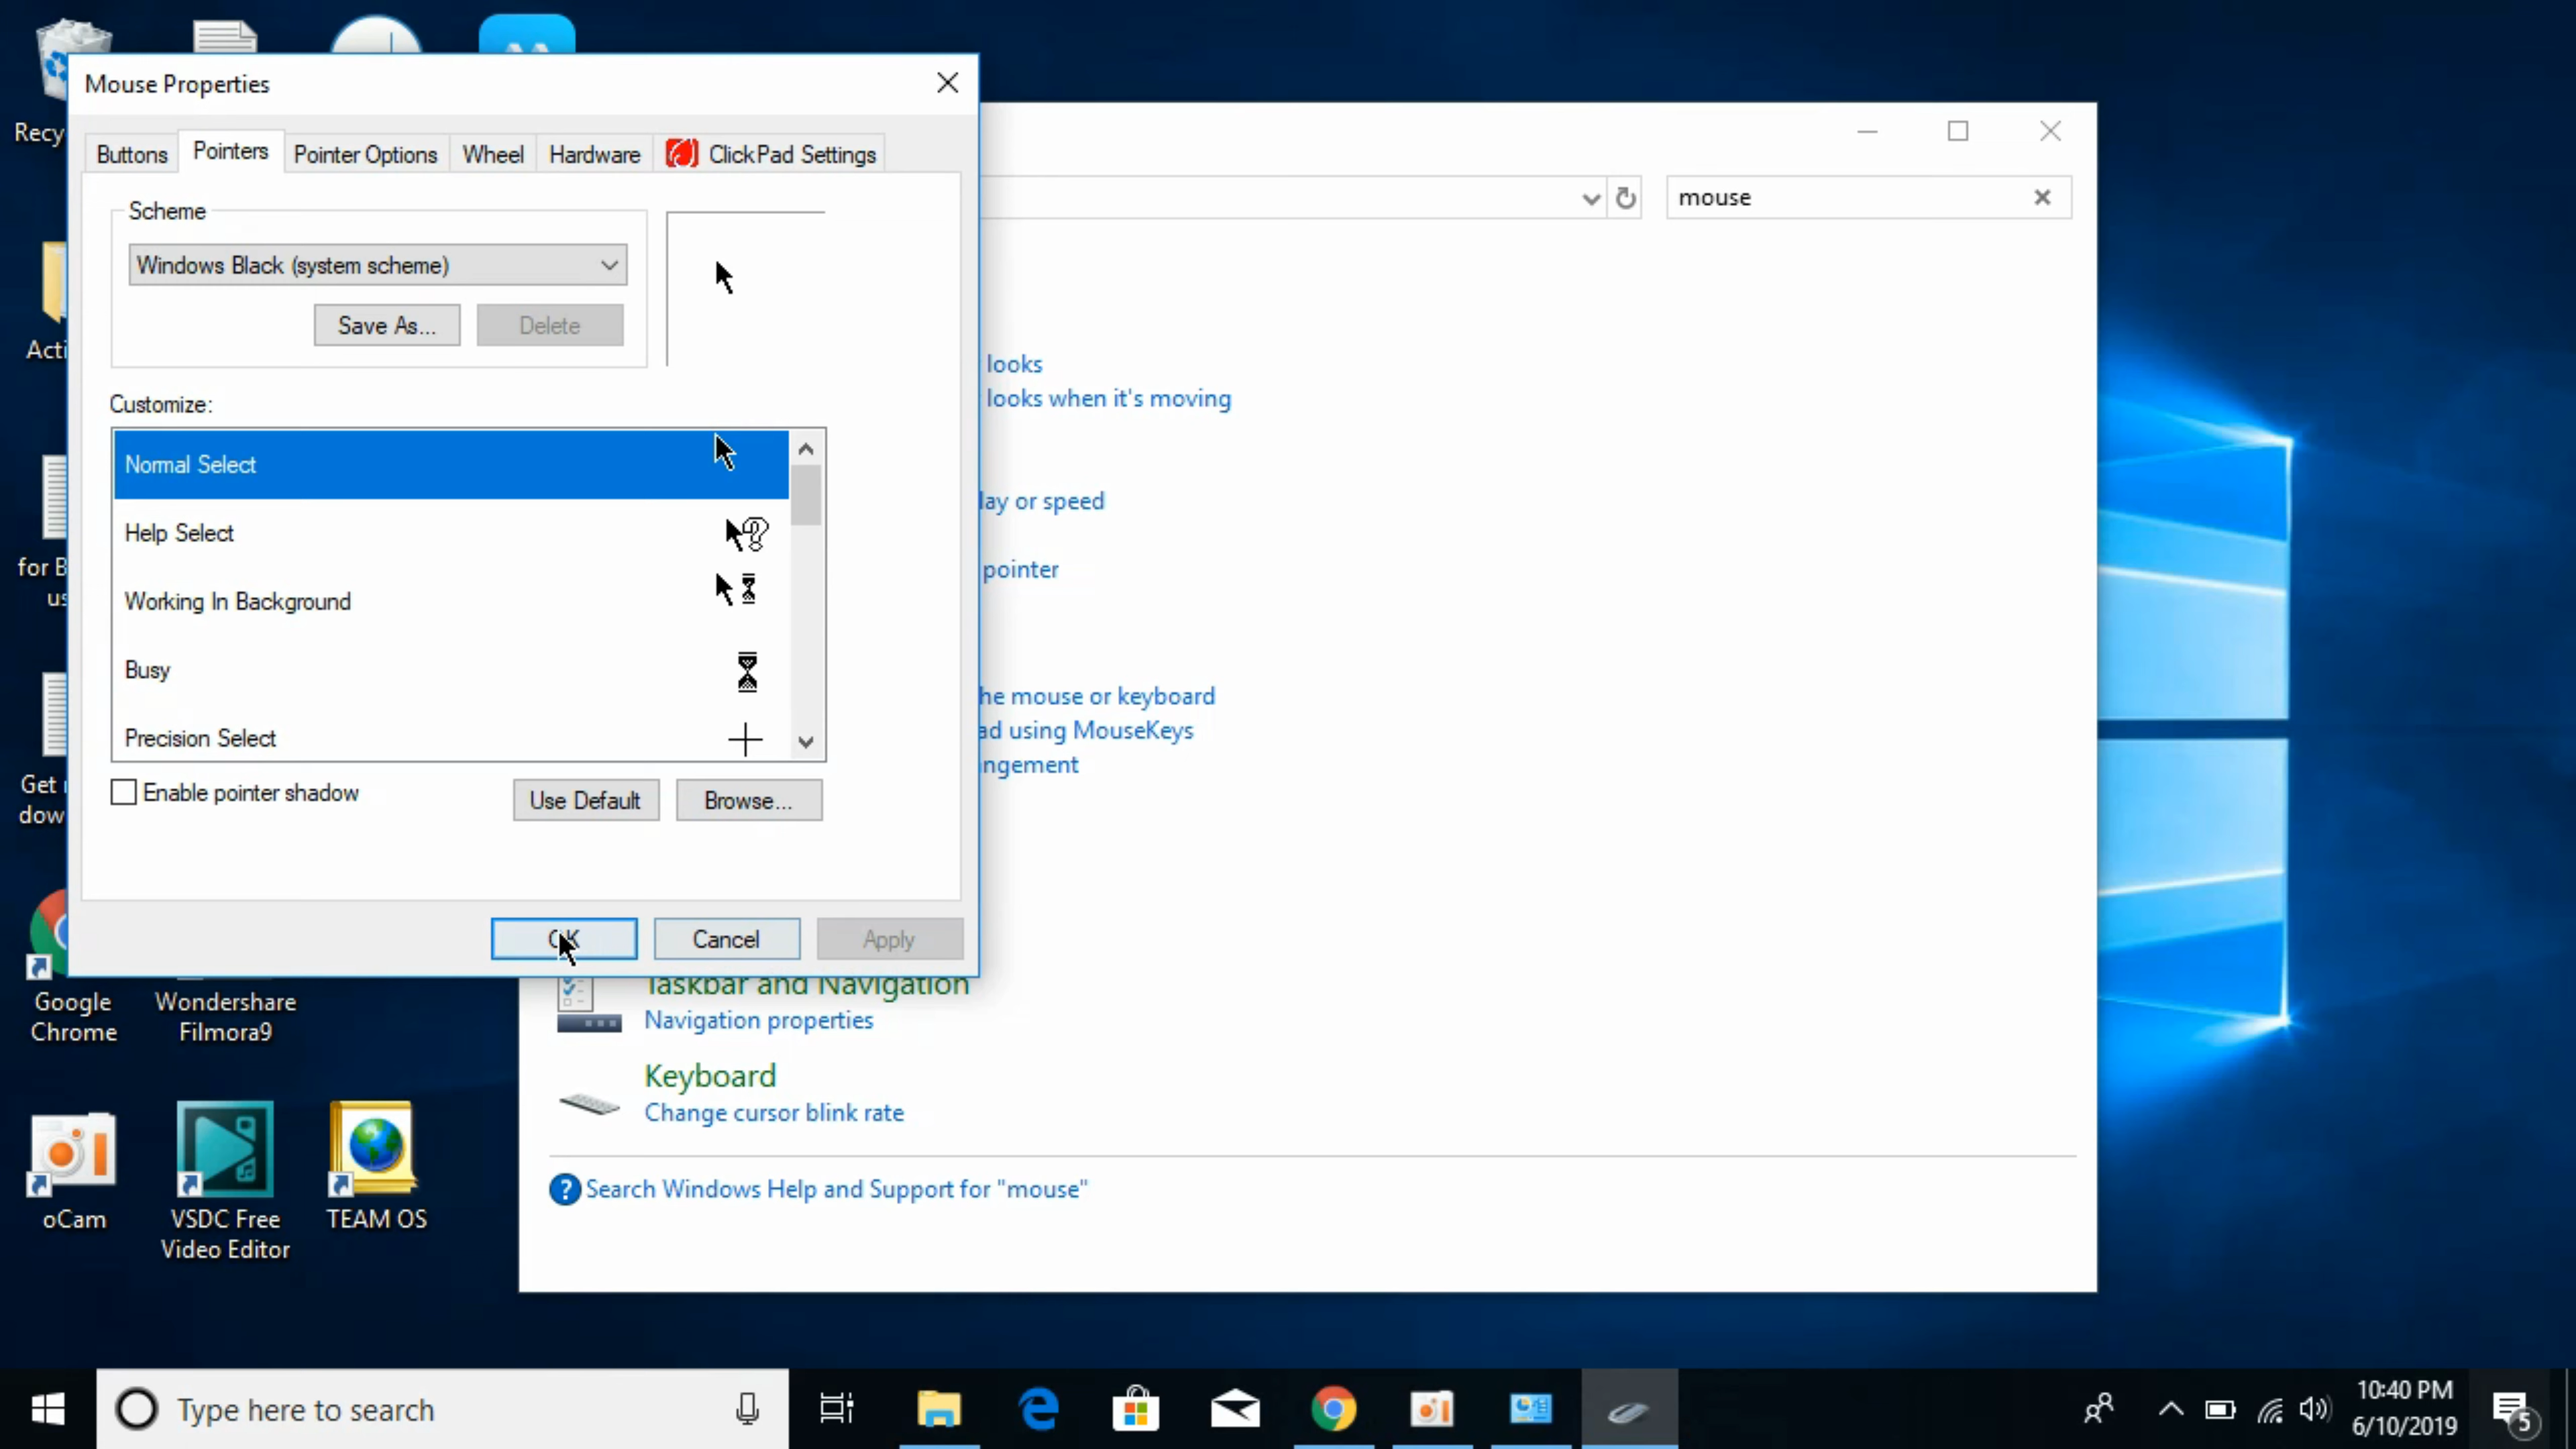 Mouse Properties
Buttons
Pointers
Pointer Options
Wheel
Hardware
ClickPad Settings
Scheme
Windows Black (system scheme)
Save As...
Delete
Customize:
Normal Select
Help Select
Working In Background
Busy
Precision Select
Enable pointer shadow
Use Default
Browse...
OK
Cancel
Apply
mouse
looks
looks when it's moving
lay or speed
pointer
he mouse or keyboard
ad using MouseKeys
ngement
Taskbar and Navigation
Navigation properties
Keyboard
Change cursor blink rate
Search Windows Help and Support for "mouse"
Recy
Acti
for B
us
Get
dow
Google
Chrome
Wondershare
Filmora9
oCam
VSDC Free
Video Editor
TEAM OS
Type here to search
10:40 PM
6/10/2019
5